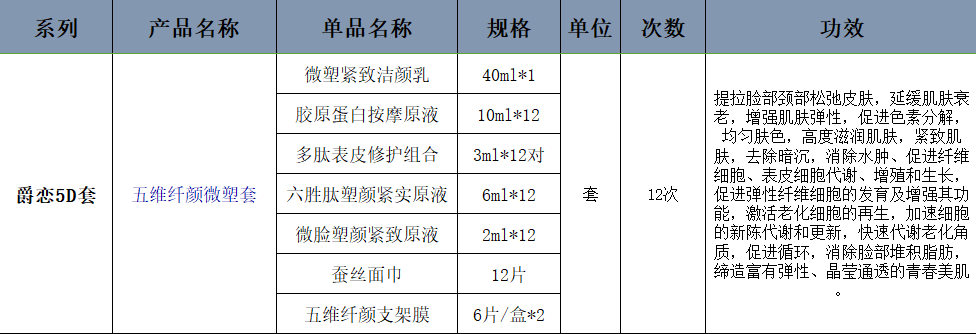 系列 产品名称 单品名称 规格 单位 次数 功效
爵恋5D套 五维纤颜微塑套 套 12次
微塑紧致洁颜乳 40ml*1
胶原蛋白按摩原液 10ml*12
多肽表皮修护组合 3ml*12对
六胜肽塑颜紧实原液 6ml*12
微脸塑颜紧致原液 2ml*12
蚕丝面巾 12片
五维纤颜支架膜 6片/盒*2
提拉脸部颈部松弛皮肤，延缓肌肤衰
老，增强肌肤弹性，促进色素分解，
均匀肤色，高度滋润肌肤，紧致肌
肤，去除暗沉，消除水肿、促进纤维
细胞、表皮细胞代谢、增殖和生长，
促进弹性纤维细胞的发育及增强其功
能，激活老化细胞的再生，加速细胞
的新陈代谢和更新，快速代谢老化角
质，促进循环，消除脸部堆积脂肪，
缔造富有弹性、晶莹通透的青春美肌
。